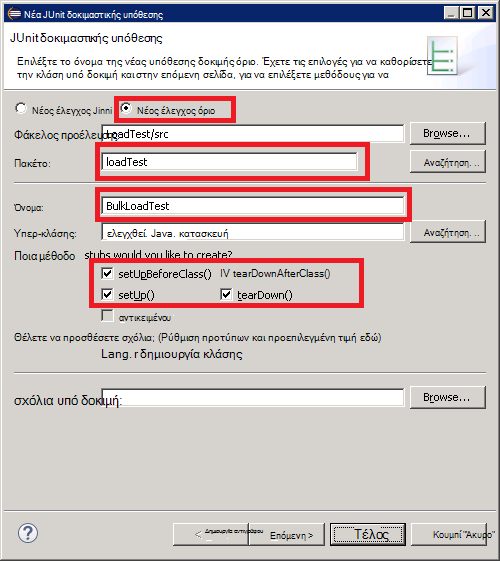 Νέα JUnit δοκιμαστικής υπόθεσης
JUnit δοκιμαστικής υπόθεσης
Επιλέξτε το όνομα της νέας υπόθεσης δοκιμής όριο. Έχετε τις επιλογές για να καθορίσετε
την κλάση υπό δοκιμή και στην επόμενη σελίδα, για να επιλέξετε μεθόδους για να
Νέος έλεγχος Jinni Νέος έλεγχος όριο
Φάκελος προέλευσης LoadTest/src Browse...
Πακέτο: loadTest Αναζήτηση. ..
Όνομα: BulkLoadTest
Υπερ-κλάσης: ελεγχθεί. Java. κατασκευή Αναζήτηση. ..
Ποια μέθοδο stubs would you like to create?
setUpBeforeClass() IV tearDownAfterClass()
setUp() tearDown()
αντικειμένου
Θέλετε να προσθέσετε σχόλια; (Ρύθμιση προτύπων και προεπιλεγμένη τιμή εδώ)
Lang. r δημιουργία κλάσης
σχόλια υπό δοκιμή: Browse...
< Δημιουργία αντιγράφου Επόμενη > Τέλος Κουμπί "Άκυρο"